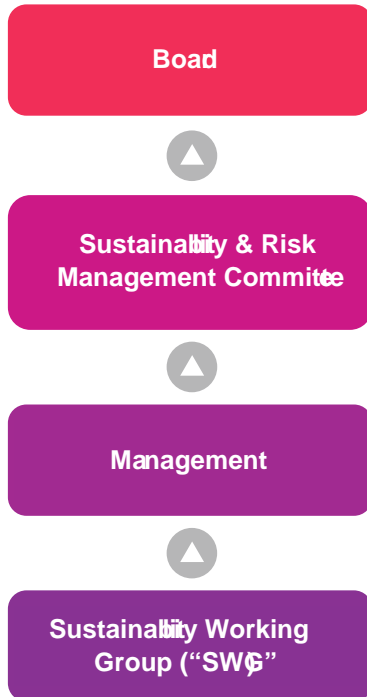 Board
Sustainability & Risk
Management Committee
Management
Sustainability Working
Group (“SWG”)